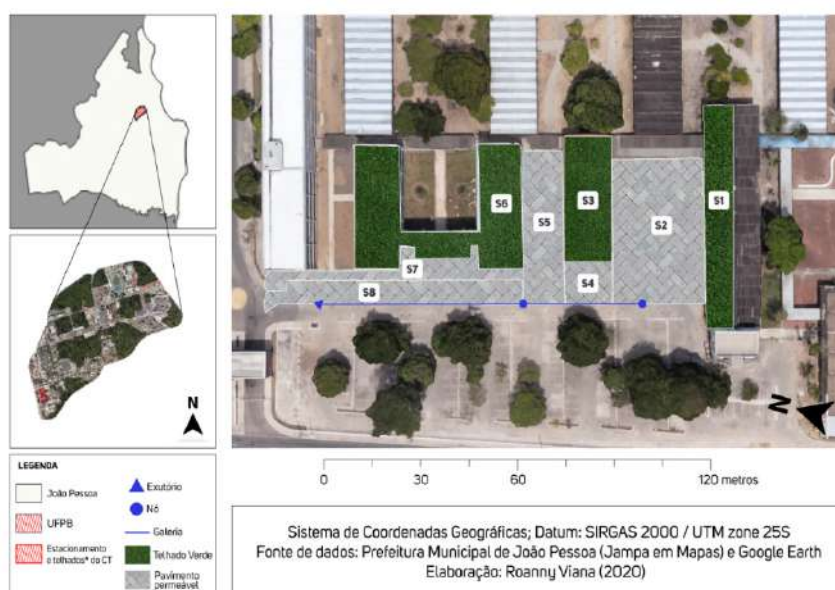 S1
S2
S3
S4
S5
S6
S7
S8
N
N
0 30 60 120 metros
LEGENDA
João Pessoa
UFPB
Estacionamento
e telhados* do CT
Exutório
Nó
Galeria
Telhado Verde
Pavimento
permeável
Sistema de Coordenadas Geográficas; Datum: SIRGAS 2000 / UTM zone 25S
Fonte de dados: Prefeitura Municipal de João Pessoa (Jampa em Mapas) e Google Earth
Elaboração: Roanny Viana (2020)